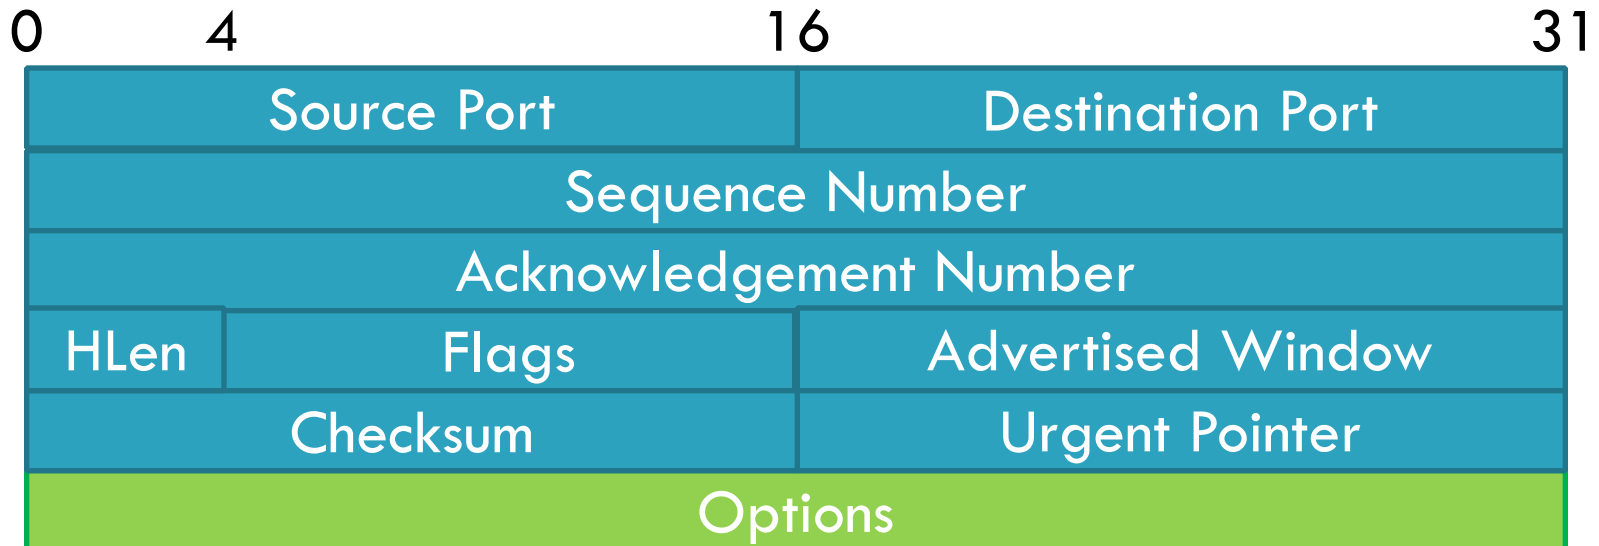 0 4 16 31
Source Port Destination Port
Sequence Number
Acknowledgement Number
HLen Flags Advertised Window
Checksum Urgent Pointer
Options